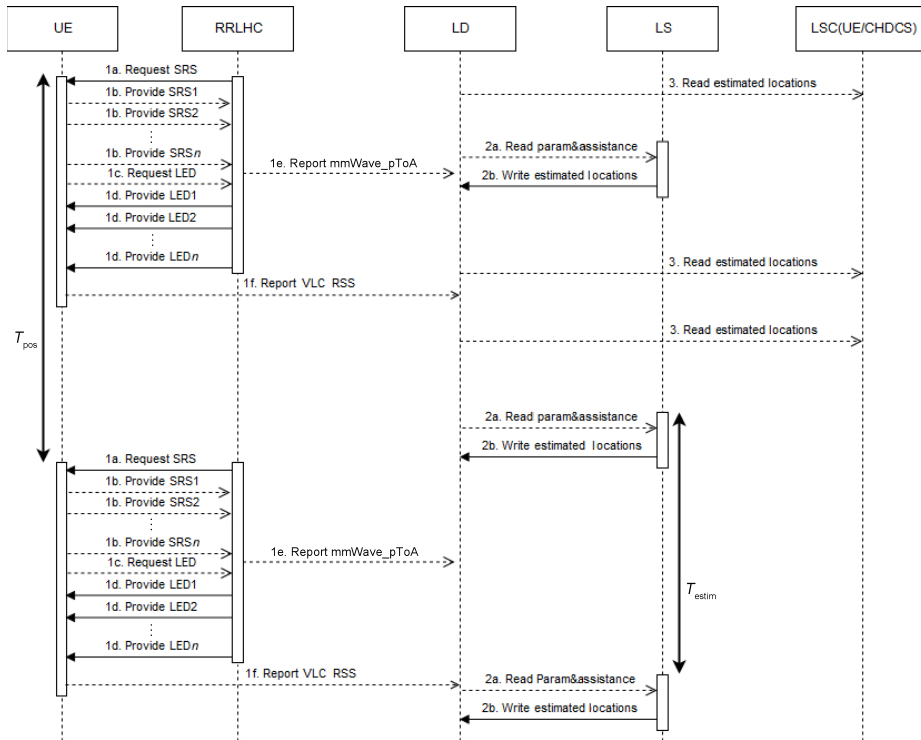 UE
RRLHC
LD
LS
LSC(UE/CHDCS)
1a. Request SRS
3. Read estimated locations
1b. Provide SRS1
1b. Provide SRS2
2a. Read param&assistance
1b. Provide SRSn
1e. Report mmWave_pToA
1c. Request LED
2b. Write estimated locations
1d. Provide LED1
1d. Provide LED2
1d. Provide LEDn
3. Read estimated locations
1f. Report VLC RSS
3. Read estimated locations
Tpos
2a. Read param&assistance
2b. Write estimated locations
1a. Request SRS
1b. Provide SRS1
1b. Provide SRS2
1b. Provide SRSn
1e. Report mmWave_pToA
1c. Request LED
1d. Provide LED1
Testim
1d. Provide LED2
1d. Provide LEDn
1f. Report VLC RSS
2a. Read Param&assistance
2b. Write estimated locations